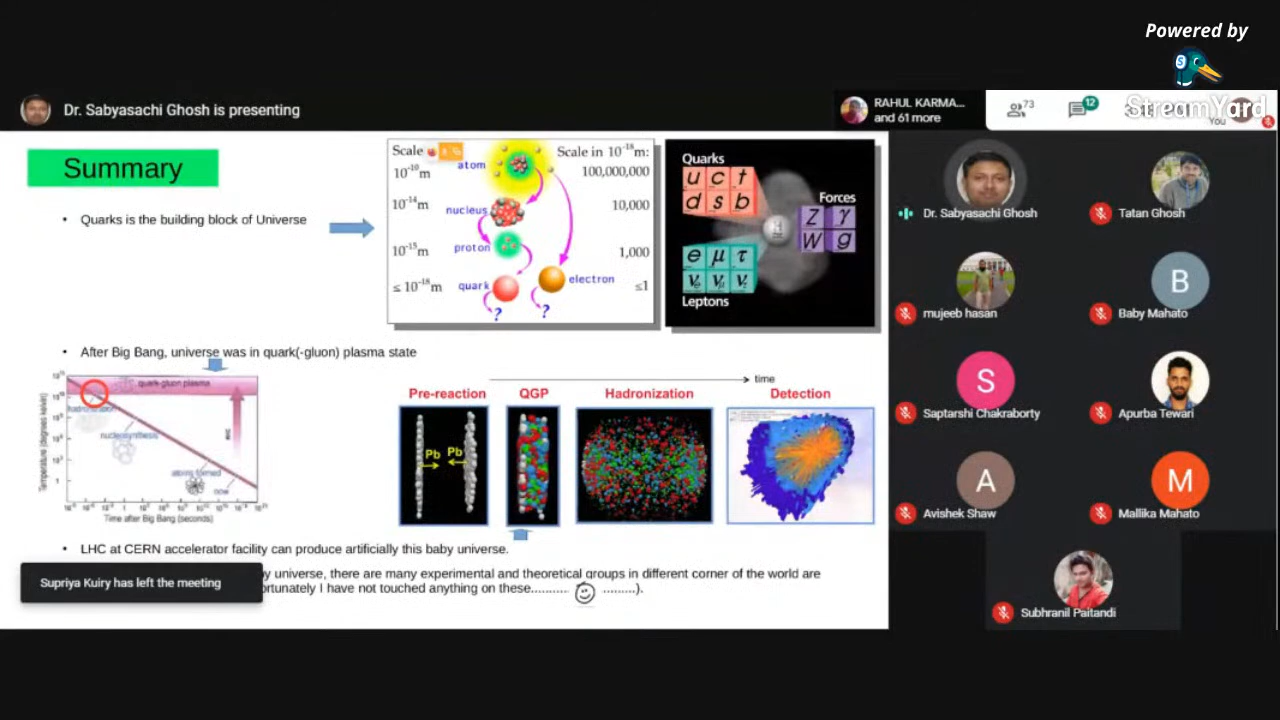 Powered by
StreamYard
Dr. Sabyasachi Ghosh is presenting
RAHUL KARMA...
and 61 more
73
12
You
Summary
Quarks is the building block of Universe
Scale
Scale in 10⁻¹⁸m:
10⁻¹⁰m
atom
100,000,000
10⁻¹⁴m
nucleus
10,000
10⁻¹⁵m
proton
1,000
≤ 10⁻¹⁸m
quark
electron
≤1
?
?
Quarks
u c t
d s b
Forces
Z γ
W g
e μ τ
Leptons
After Big Bang, universe was in quark(-gluon) plasma state
quark-gluon plasma
nucleosynthesis
atoms formed
now
Temperature (degrees kelvin)
Time after Big Bang (seconds)
time
Pre-reaction
QGP
Hadronization
Detection
Pb
Pb
LHC at CERN accelerator facility can produce artificially this baby universe.
y universe, there are many experimental and theoretical groups in different corner of the world are
ortunately I have not touched anything on these.......... .........).
Supriya Kuiry has left the meeting
Dr. Sabyasachi Ghosh
Tatan Ghosh
mujeeb hasan
B
Baby Mahato
S
Saptarshi Chakraborty
Apurba Tewari
A
Avishek Shaw
M
Mallika Mahato
Subhranil Paitandi